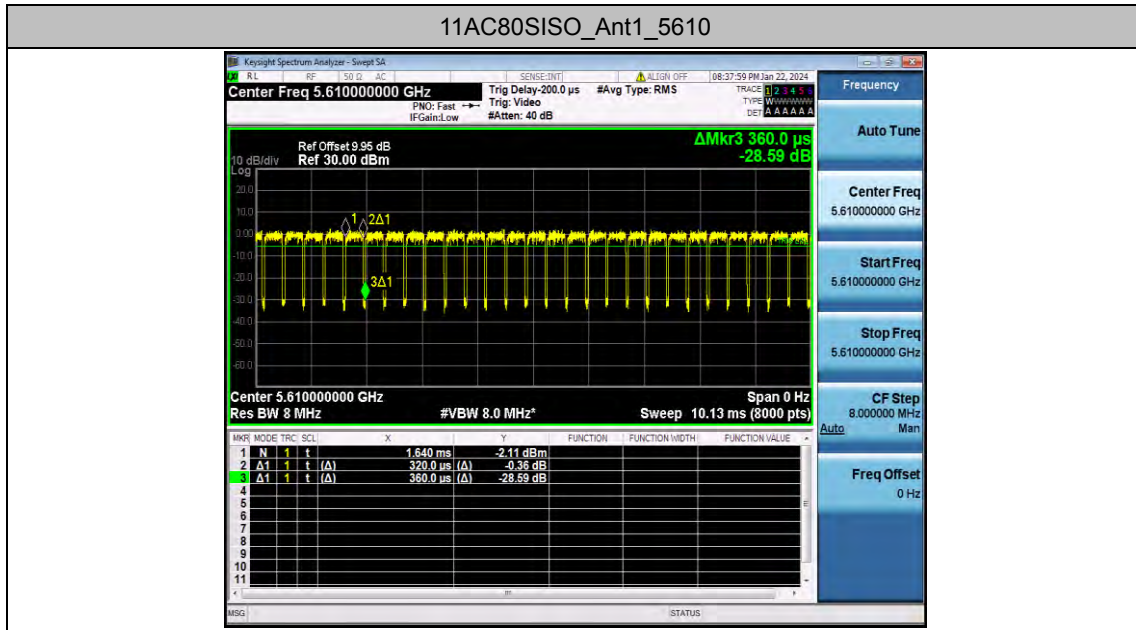 11AC80SISO_Ant1_5610
Keysight Spectrum Analyzer - Swept SA
RL RF 50 Ω AC SENSE:INT ALIGN OFF 08:37:59 PM Jan 22, 2024
Center Freq 5.610000000 GHz Trig Delay-200.0 µs #Avg Type: RMS TRACE 1 2 3 4 5 6
PNO: Fast Trig: Video TYPE WWWWWW
IFGain:Low #Atten: 40 dB DET A A A A A A
Frequency
Auto Tune
ΔMkr3 360.0 µs
-28.59 dB
Ref Offset 9.95 dB
10 dB/div Ref 30.00 dBm
Log
20.0
10.0
0.00
-10.0
-20.0
-30.0
-40.0
-50.0
-60.0
1 2Δ1
3Δ1
Center 5.610000000 GHz Span 0 Hz
Res BW 8 MHz #VBW 8.0 MHz* Sweep 10.13 ms (8000 pts)
MKR MODE TRC SCL X Y FUNCTION FUNCTION WIDTH FUNCTION VALUE
1 N 1 t 1.640 ms -2.11 dBm
2 Δ1 1 t (Δ) 320.0 µs (Δ) -0.36 dB
3 Δ1 1 t (Δ) 360.0 µs (Δ) -28.59 dB
4
5
6
7
8
9
10
11
Center Freq
5.610000000 GHz
Start Freq
5.610000000 GHz
Stop Freq
5.610000000 GHz
CF Step
8.000000 MHz
Auto Man
Freq Offset
0 Hz
MSG STATUS